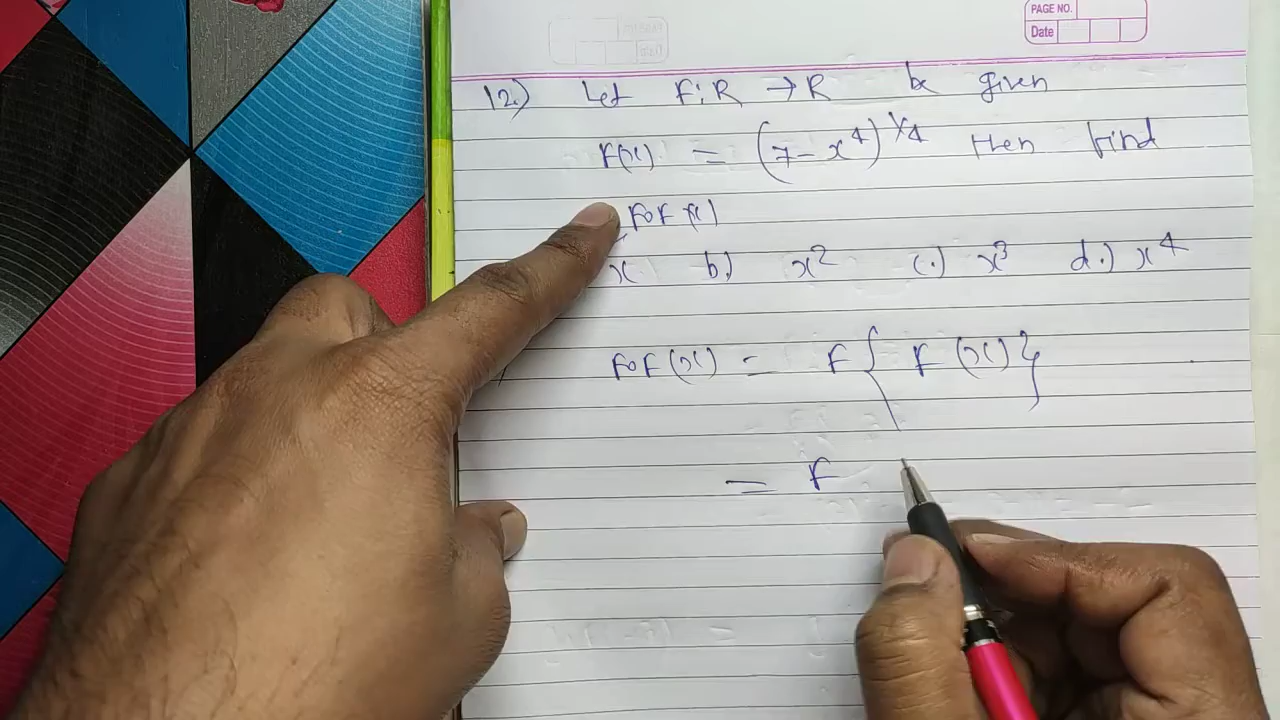 PAGE NO.
Date
12.) Let F:R → R be given
F(x) = (7-x⁴)^1/4 then find
FoF(x)
x b.) x² (c.) x³ d.) x⁴
FoF(x) = F{ F(x)}
= F